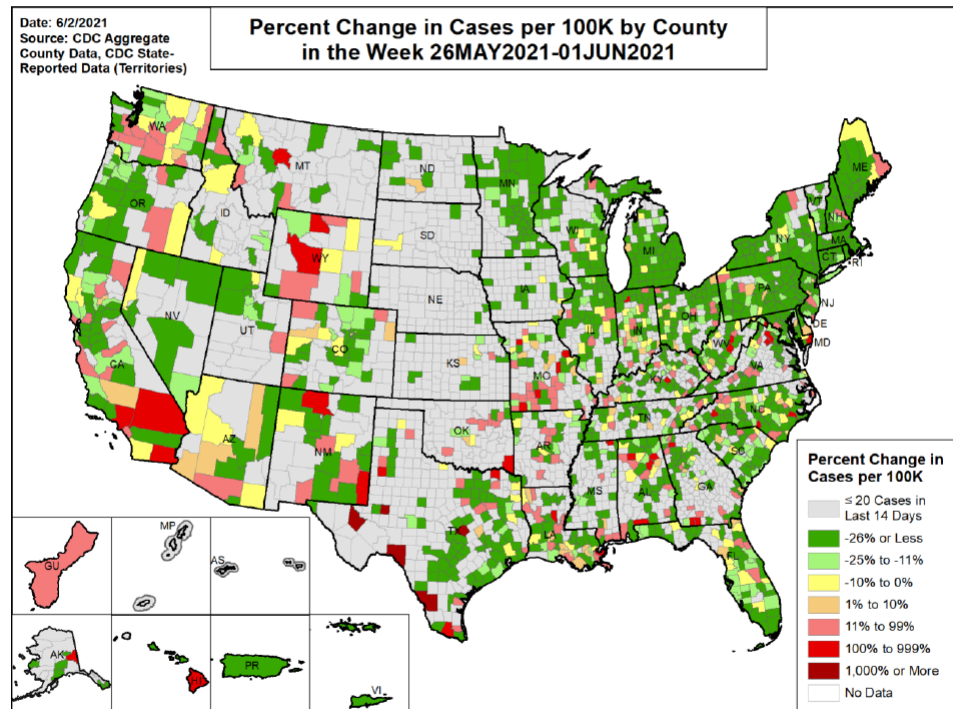 Date: 6/2/2021
Source: CDC Aggregate
County Data, CDC State-
Reported Data (Territories)
Percent Change in Cases per 100K by County
in the Week 26MAY2021-01JUN2021
WA
MT
ND
MN
ME
OR
ID
WY
SD
WI
MI
NY
VT
NH
MA
CT
RI
NV
UT
CO
NE
IA
IL
IN
OH
PA
NJ
DE
MD
CA
KS
MO
KY
WV
VA
AZ
NM
OK
AR
TN
NC
SC
TX
LA
MS
AL
GA
FL
GU
MP
AS
AK
HI
PR
VI
Percent Change in
Cases per 100K
≤ 20 Cases in
Last 14 Days
-26% or Less
-25% to -11%
-10% to 0%
1% to 10%
11% to 99%
100% to 999%
1,000% or More
No Data